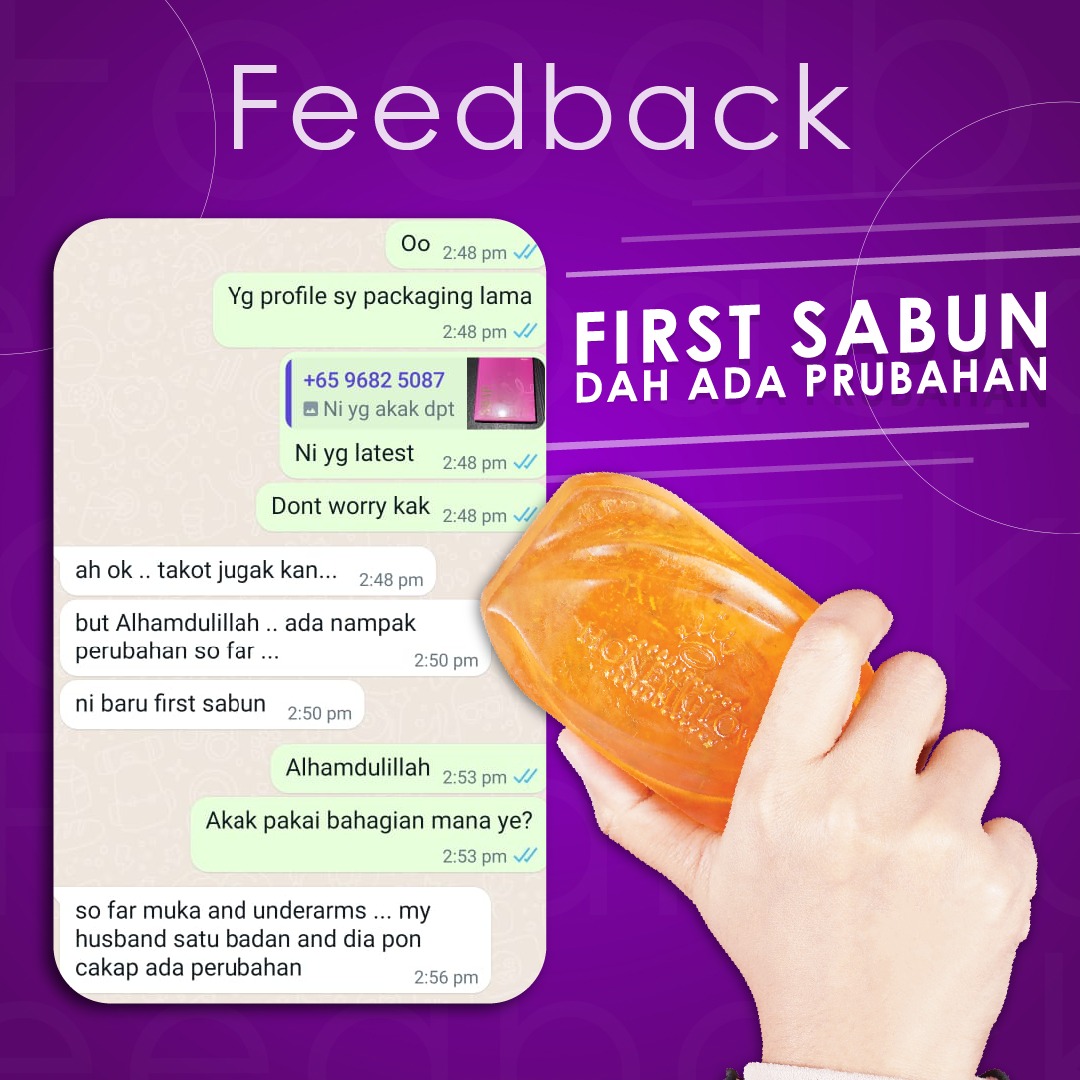 Feedback
Oo 2:48 pm
Yg profile sy packaging lama
2:48 pm
+65 9682 5087
Ni yg akak dpt
Ni yg latest 2:48 pm
Dont worry kak 2:48 pm
ah ok .. takot jugak kan... 2:48 pm
but Alhamdulillah .. ada nampak
perubahan so far ... 2:50 pm
ni baru first sabun 2:50 pm
Alhamdulillah 2:53 pm
Akak pakai bahagian mana ye?
2:53 pm
so far muka and underarms ... my
husband satu badan and dia pon
cakap ada perubahan 2:56 pm
FIRST SABUN
DAH ADA PRUBAHAN